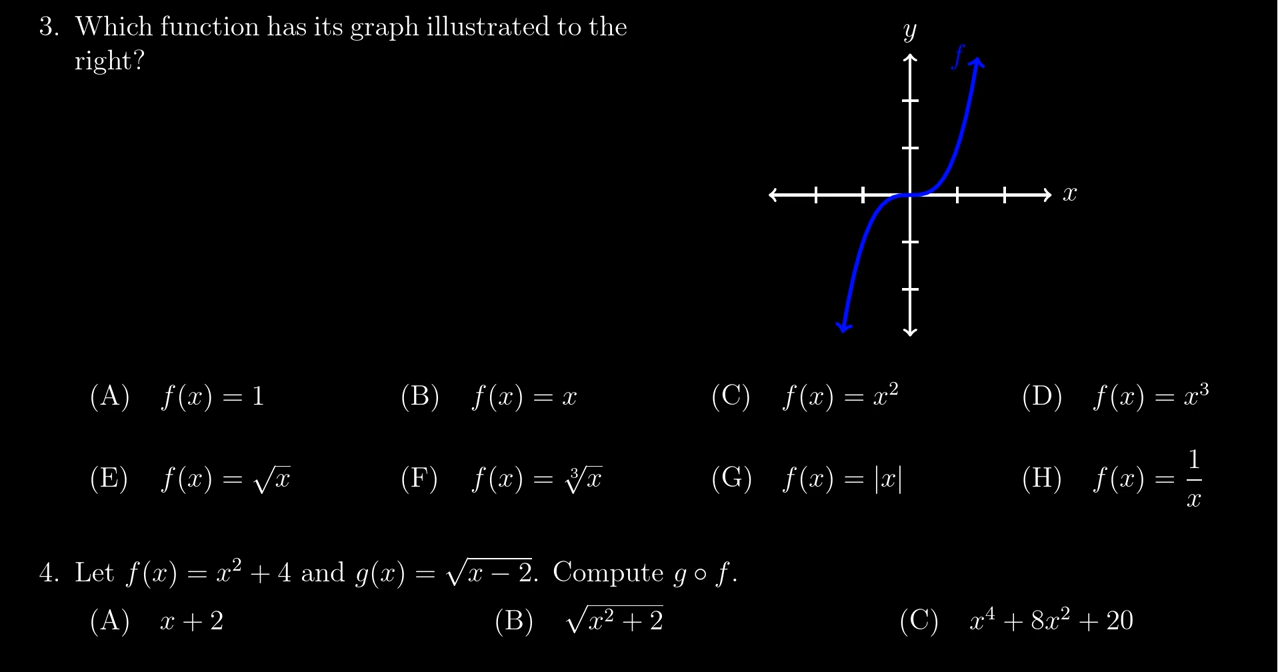 3. Which function has its graph illustrated to the
right?
y
f
x
(A) f(x) = 1 (B) f(x) = x (C) f(x) = x² (D) f(x) = x³
(E) f(x) = √x (F) f(x) = ∛x (G) f(x) = |x| (H) f(x) = 1/x
4. Let f(x) = x² + 4 and g(x) = √(x − 2). Compute g ∘ f.
(A) x + 2 (B) √(x² + 2) (C) x⁴ + 8x² + 20